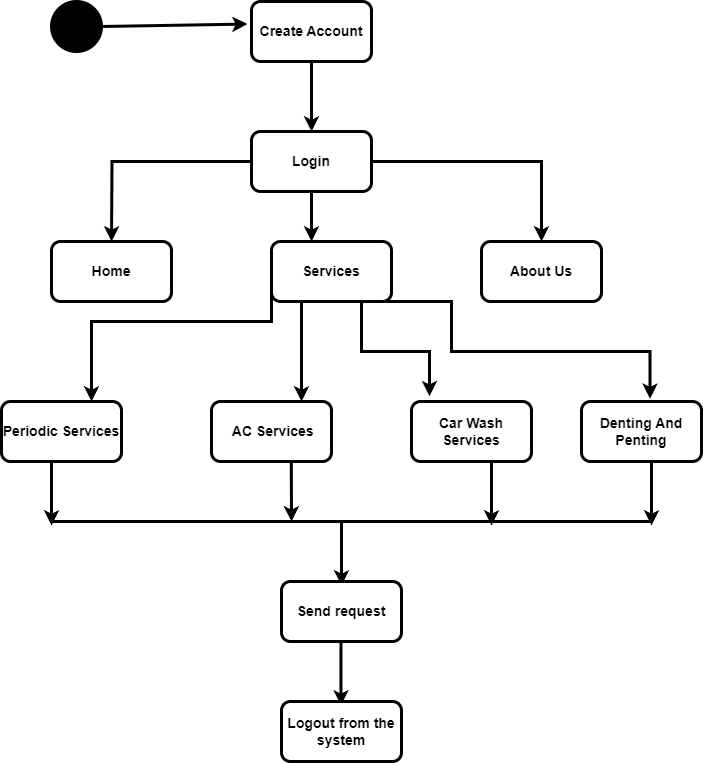 Create Account
Login
Home
Services
About Us
Periodic Services
AC Services
Car Wash
Services
Denting And
Penting
Send request
Logout from the
system